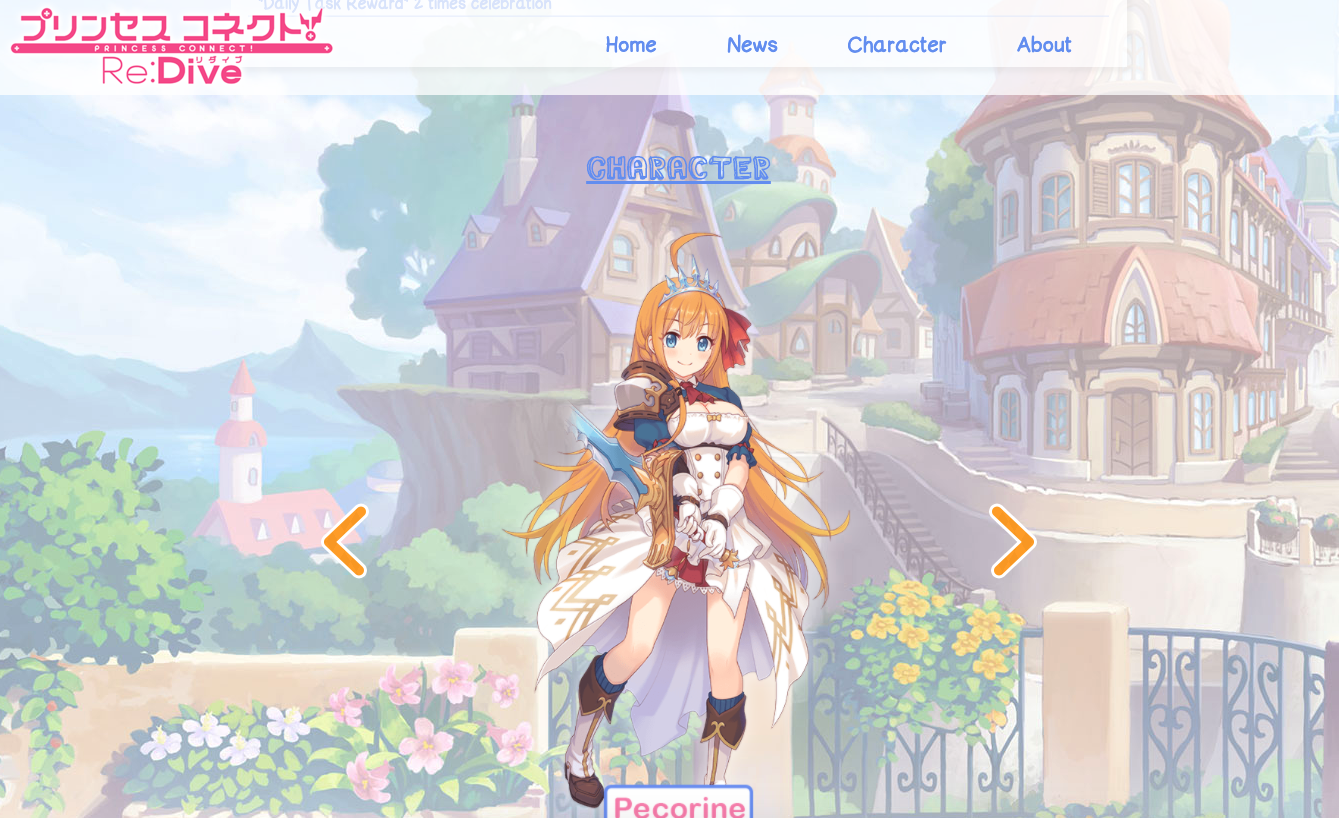 "Daily Task Reward" 2 times celebration
プリンセスコネクト!
PRINCESS CONNECT!
Re:Dive
リダイブ
Home
News
Character
About
CHARACTER
Pecorine